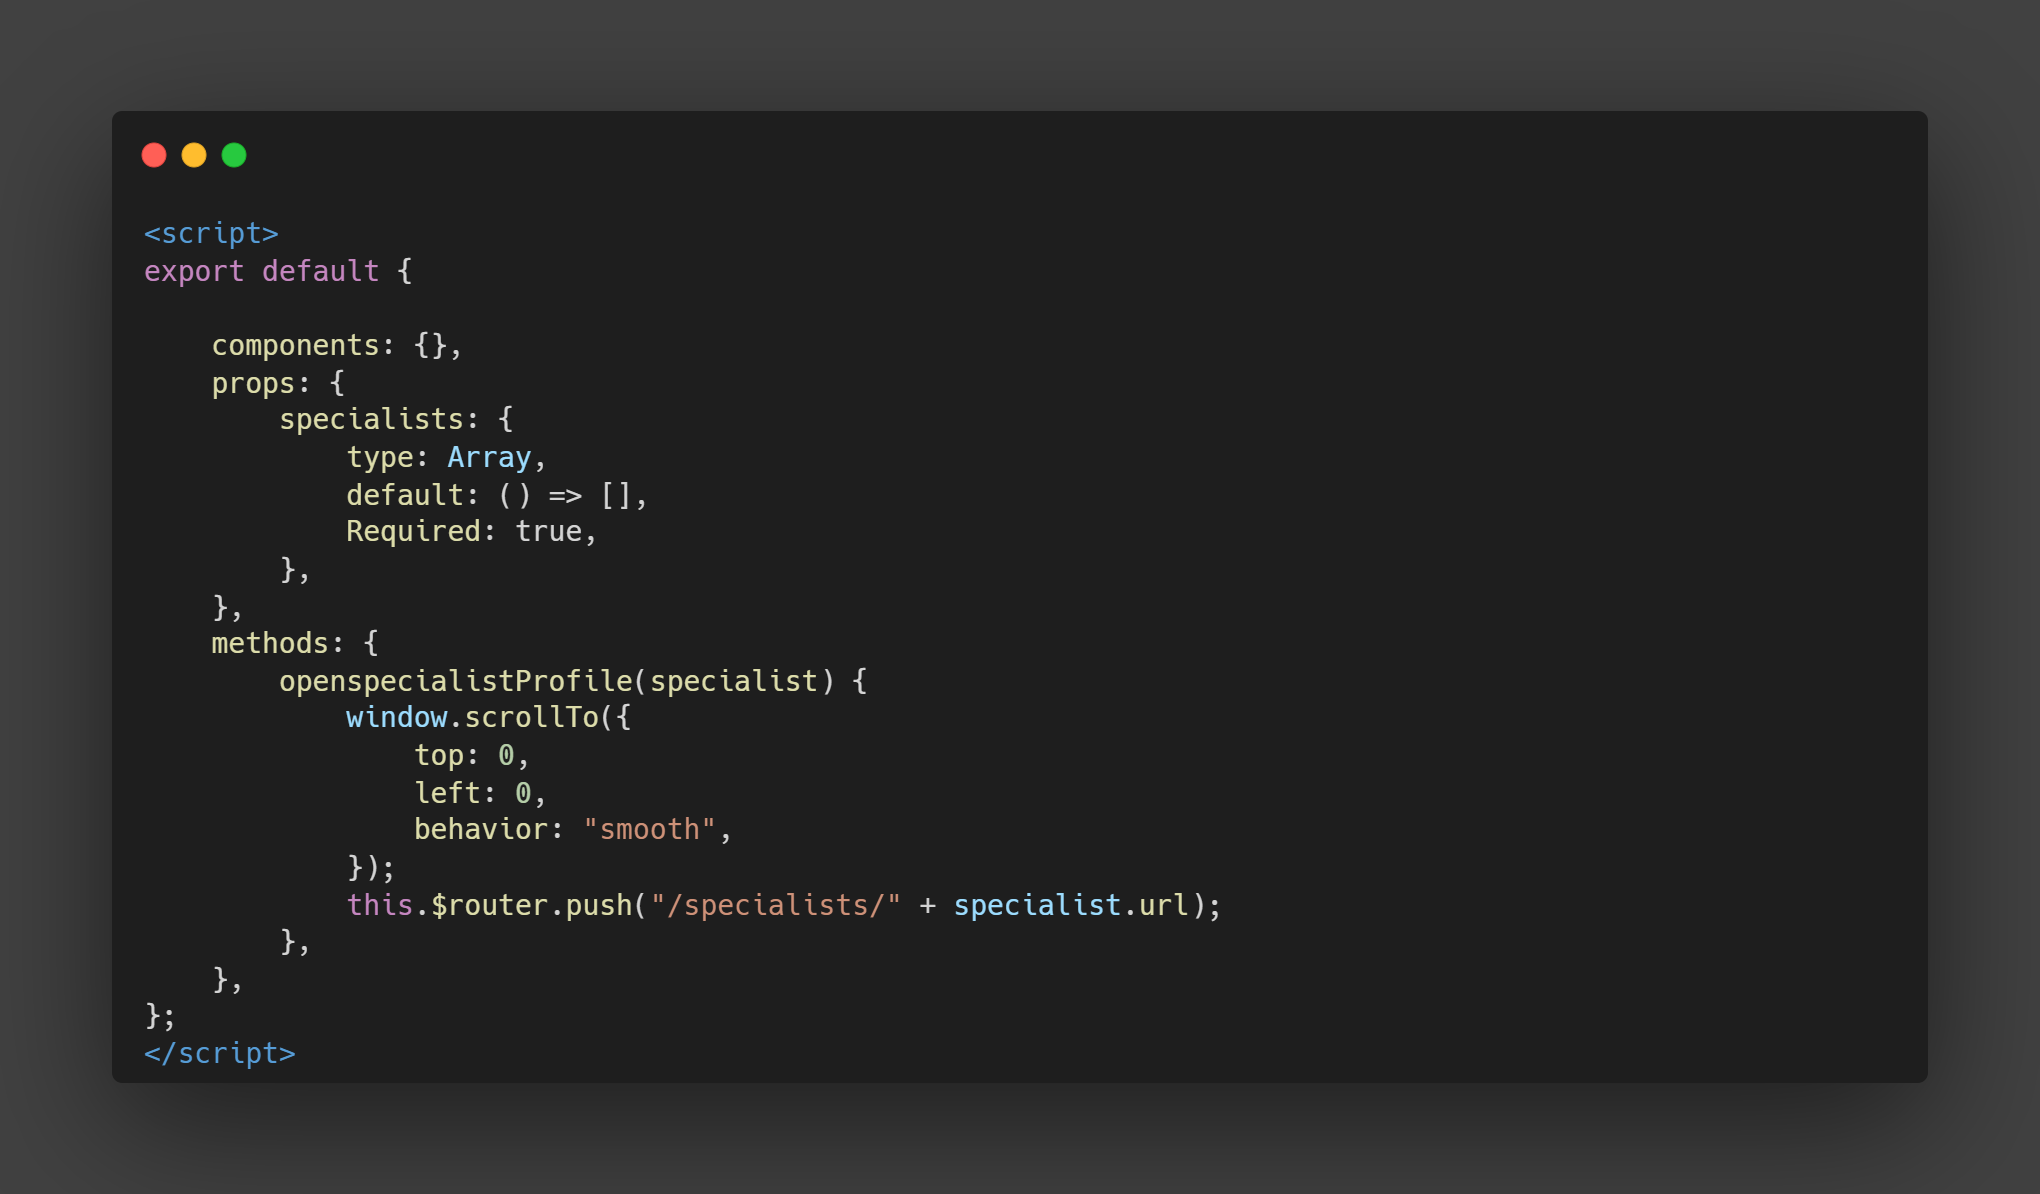 <script>
export default {

    components: {},
    props: {
        specialists: {
            type: Array,
            default: () => [],
            Required: true,
        },
    },
    methods: {
        openspecialistProfile(specialist) {
            window.scrollTo({
                top: 0,
                left: 0,
                behavior: "smooth",
            });
            this.$router.push("/specialists/" + specialist.url);
        },
    },
};
</script>